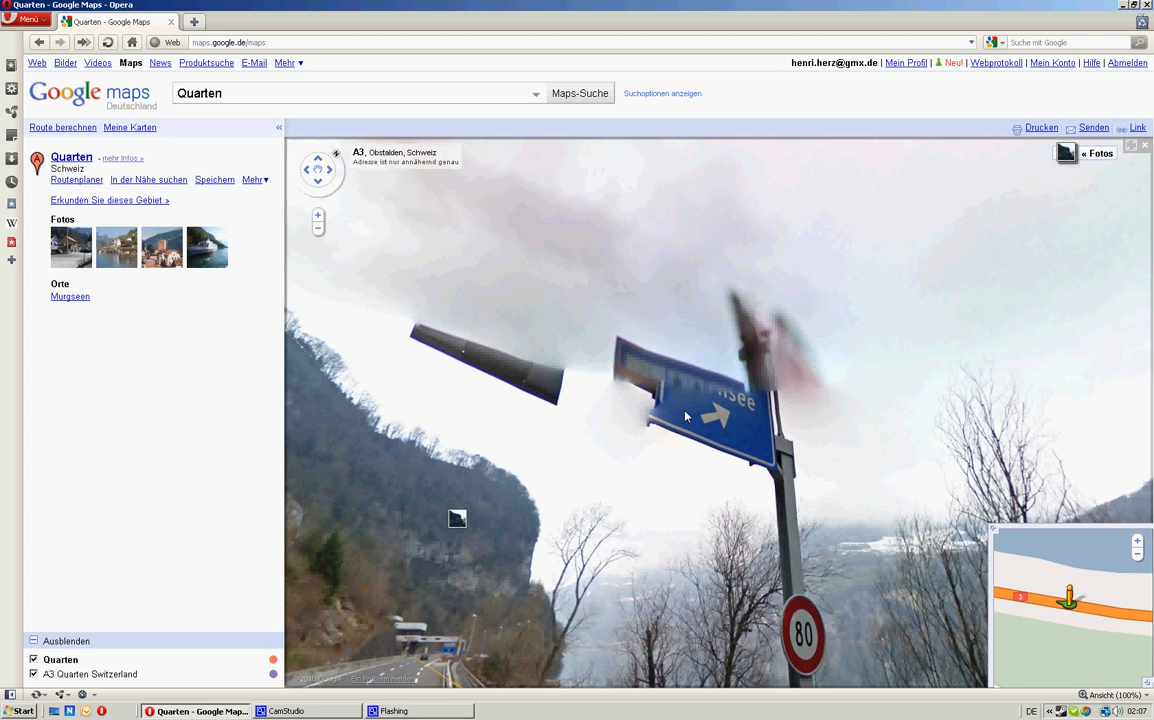 Quarten - Google Maps - Opera
Menü
Quarten - Google Maps
Web
maps.google.de/maps
Suche mit Google
Web Bilder Videos Maps News Produktsuche E-Mail Mehr
henri.herz@gmx.de | Mein Profil | Neu! | Webprotokoll | Mein Konto | Hilfe | Abmelden
Google maps
Deutschland
Quarten
Maps-Suche
Suchoptionen anzeigen
Route berechnen Meine Karten «
Drucken Senden Link
A Quarten - mehr Infos »
Schweiz
Routenplaner In der Nähe suchen Speichern Mehr
Erkunden Sie dieses Gebiet »
Fotos
Orte
Murgseen
A3, Obstalden, Schweiz
Adresse ist nur annähernd genau
« Fotos
see
80
3
© 2010 Google Ein Problem melden
Ausblenden
Quarten
A3 Quarten Switzerland
Ansicht (100%)
Start
Quarten - Google Map...
CamStudio
Flashing
DE
02:07